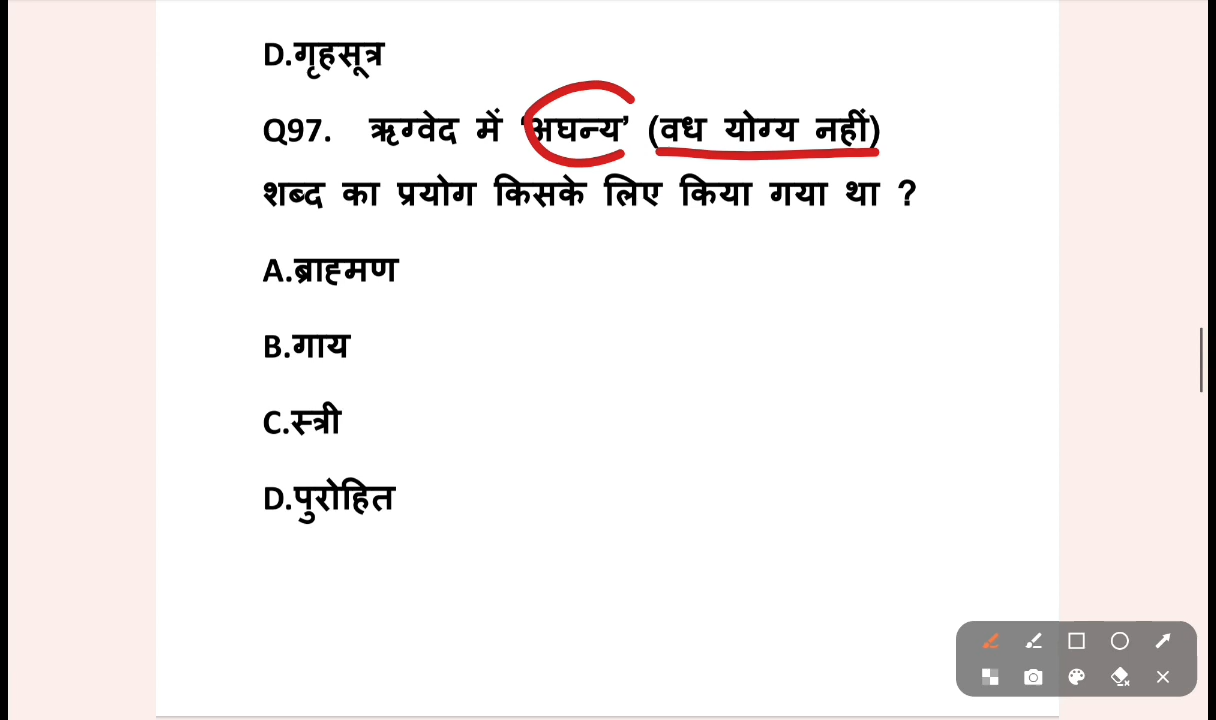 D.गृहसूत्र
Q97. ऋग्वेद में ‘अघन्य’ (वध योग्य नहीं)
शब्द का प्रयोग किसके लिए किया गया था ?
A.ब्राह्मण
B.गाय
C.स्त्री
D.पुरोहित